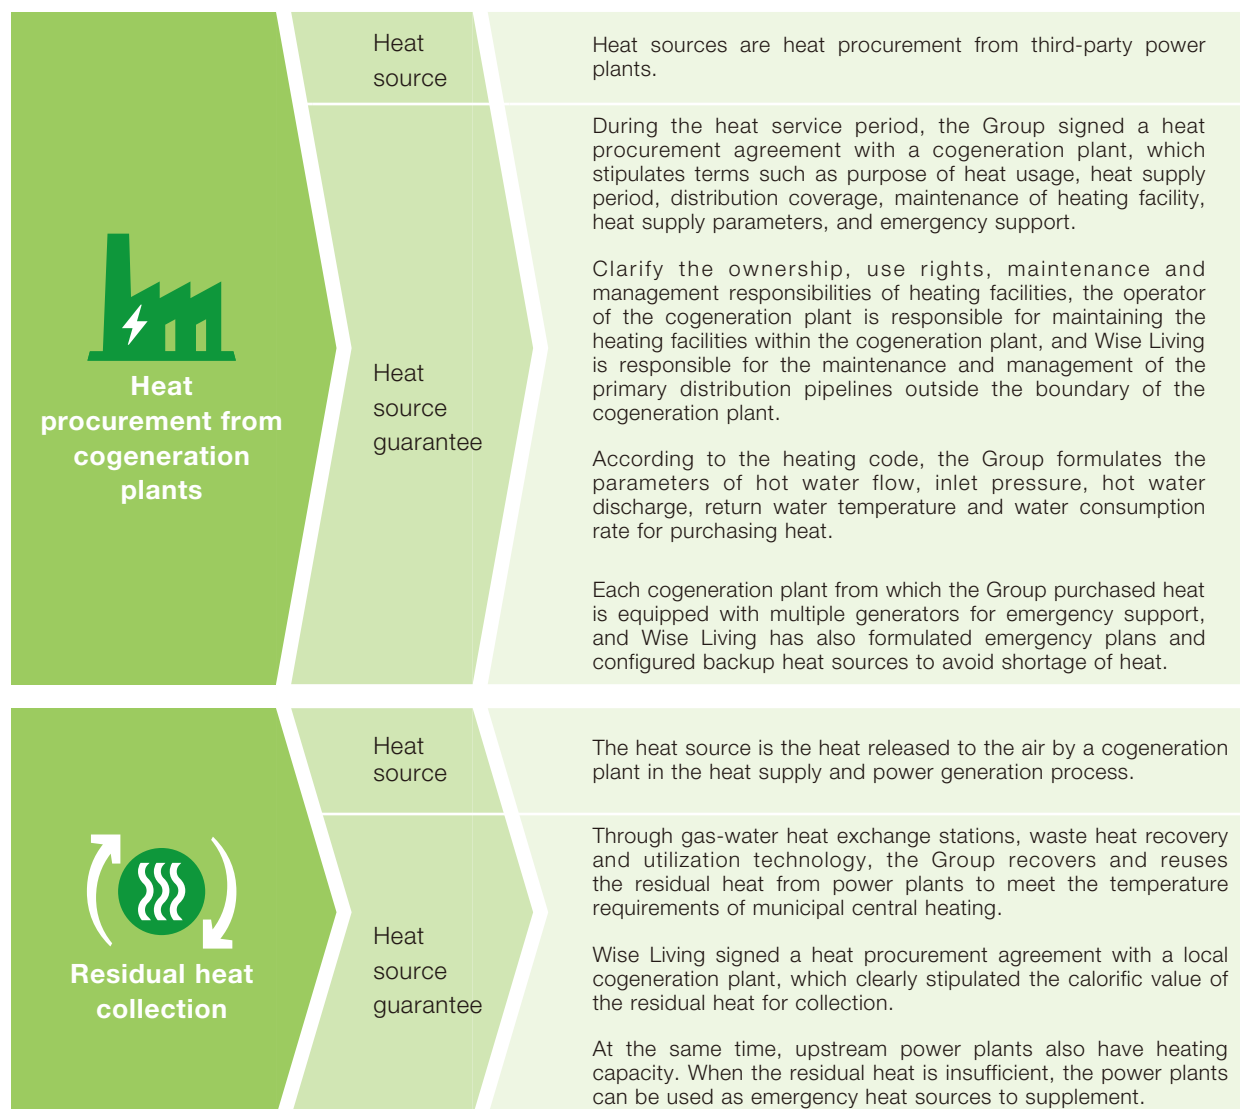 Heat
procurement from
cogeneration
plants
Heat
source
Heat sources are heat procurement from third-party power
plants.
Heat
source
guarantee
During the heat service period, the Group signed a heat
procurement agreement with a cogeneration plant, which
stipulates terms such as purpose of heat usage, heat supply
period, distribution coverage, maintenance of heating facility,
heat supply parameters, and emergency support.
Clarify the ownership, use rights, maintenance and
management responsibilities of heating facilities, the operator
of the cogeneration plant is responsible for maintaining the
heating facilities within the cogeneration plant, and Wise Living
is responsible for the maintenance and management of the
primary distribution pipelines outside the boundary of the
cogeneration plant.
According to the heating code, the Group formulates the
parameters of hot water flow, inlet pressure, hot water
discharge, return water temperature and water consumption
rate for purchasing heat.
Each cogeneration plant from which the Group purchased heat
is equipped with multiple generators for emergency support,
and Wise Living has also formulated emergency plans and
configured backup heat sources to avoid shortage of heat.
Residual heat
collection
Heat
source
The heat source is the heat released to the air by a cogeneration
plant in the heat supply and power generation process.
Heat
source
guarantee
Through gas-water heat exchange stations, waste heat recovery
and utilization technology, the Group recovers and reuses
the residual heat from power plants to meet the temperature
requirements of municipal central heating.
Wise Living signed a heat procurement agreement with a local
cogeneration plant, which clearly stipulated the calorific value of
the residual heat for collection.
At the same time, upstream power plants also have heating
capacity. When the residual heat is insufficient, the power plants
can be used as emergency heat sources to supplement.